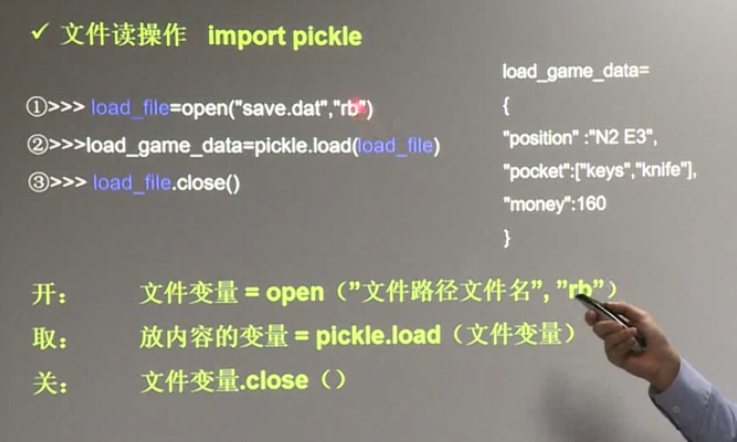 ✓ 文件读操作 import pickle
①>>> load_file=open("save.dat","rb")
②>>>load_game_data=pickle.load(load_file)
③>>> load_file.close()
load_game_data=
{
"position" :"N2 E3",
"pocket":["keys","knife"],
"money":160
}
开： 文件变量 = open（”文件路径文件名”, ”rb”）
取： 放内容的变量 = pickle.load（文件变量）
关： 文件变量.close（）